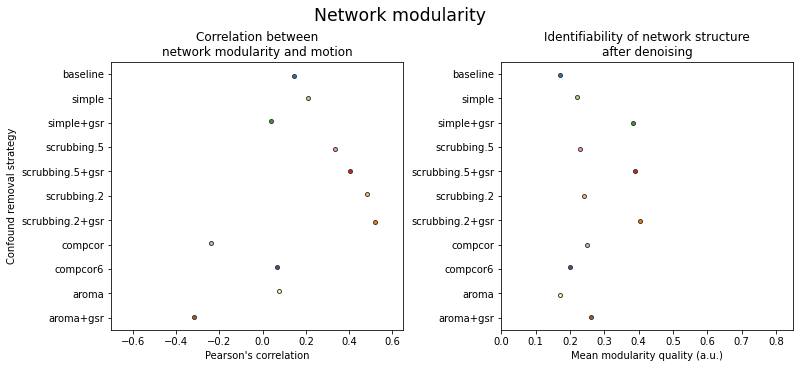 Network modularity
Correlation between
network modularity and motion
Confound removal strategy
baseline
simple
simple+gsr
scrubbing.5
scrubbing.5+gsr
scrubbing.2
scrubbing.2+gsr
compcor
compcor6
aroma
aroma+gsr
−0.6 −0.4 −0.2 0.0 0.2 0.4 0.6
Pearson's correlation
Identifiability of network structure
after denoising
baseline
simple
simple+gsr
scrubbing.5
scrubbing.5+gsr
scrubbing.2
scrubbing.2+gsr
compcor
compcor6
aroma
aroma+gsr
0.0 0.1 0.2 0.3 0.4 0.5 0.6 0.7 0.8
Mean modularity quality (a.u.)